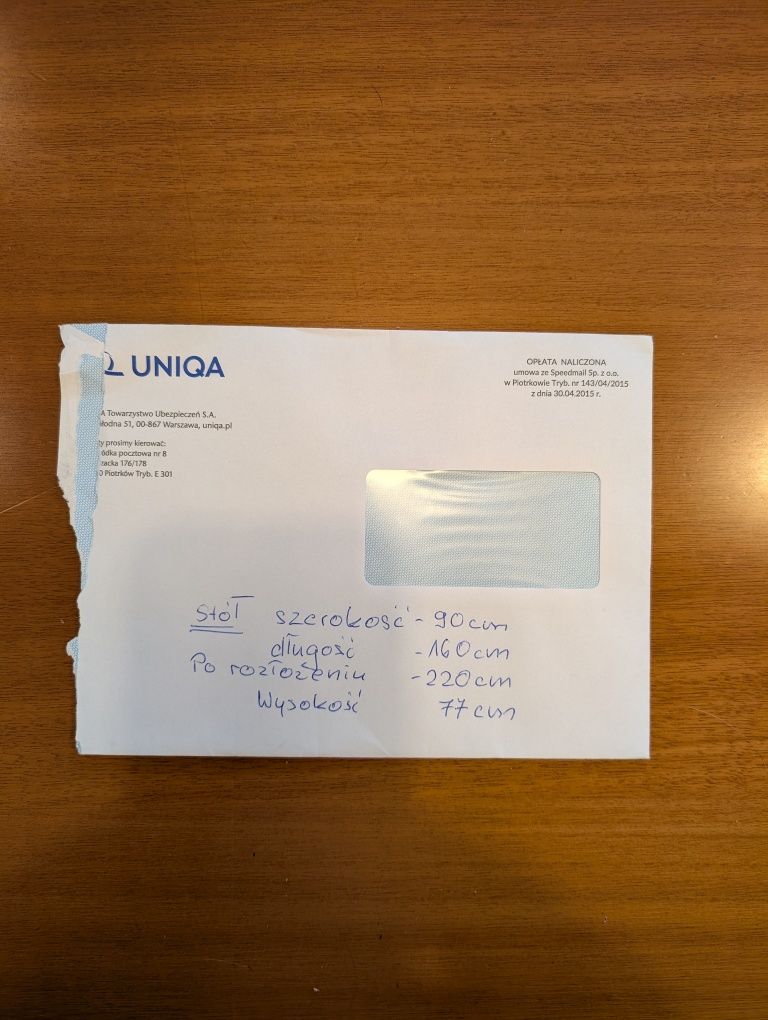 UNIQA
A Towarzystwo Ubezpieczeń S.A.
łodna 51, 00-867 Warszawa, uniqa.pl
y prosimy kierować:
ódka pocztowa nr 8
racka 176/178
0 Piotrków Tryb. E 301
OPŁATA NALICZONA
umowa ze Speedmail Sp. z o.o.
w Piotrkowie Tryb. nr 143/04/2015
z dnia 30.04.2015 r.
Stół szerokość - 90cm
długość - 160cm
Po rozłożeniu - 220cm
Wysokość 77cm